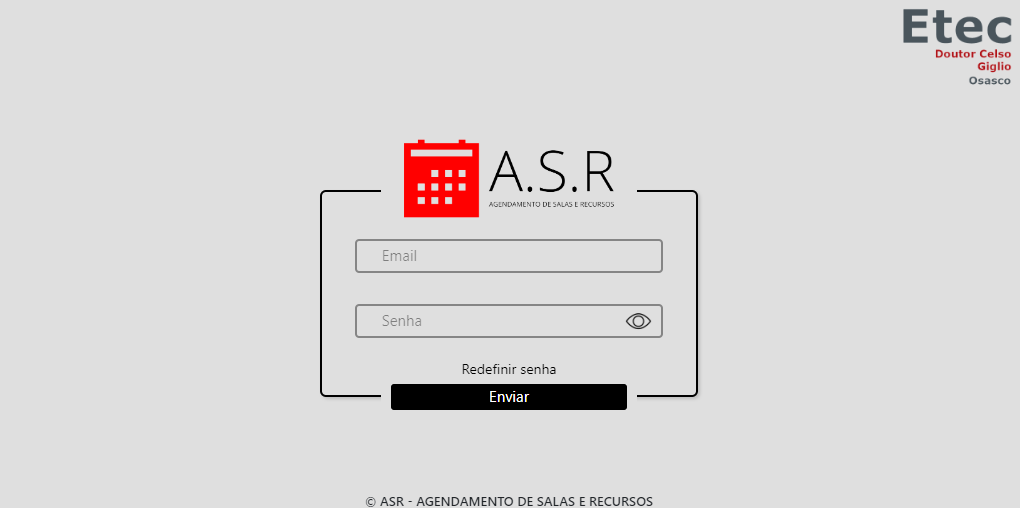 Etec
Doutor Celso
Giglio
Osasco
A.S.R
AGENDAMENTO DE SALAS E RECURSOS
Email
Senha
Redefinir senha
Enviar
© ASR - AGENDAMENTO DE SALAS E RECURSOS